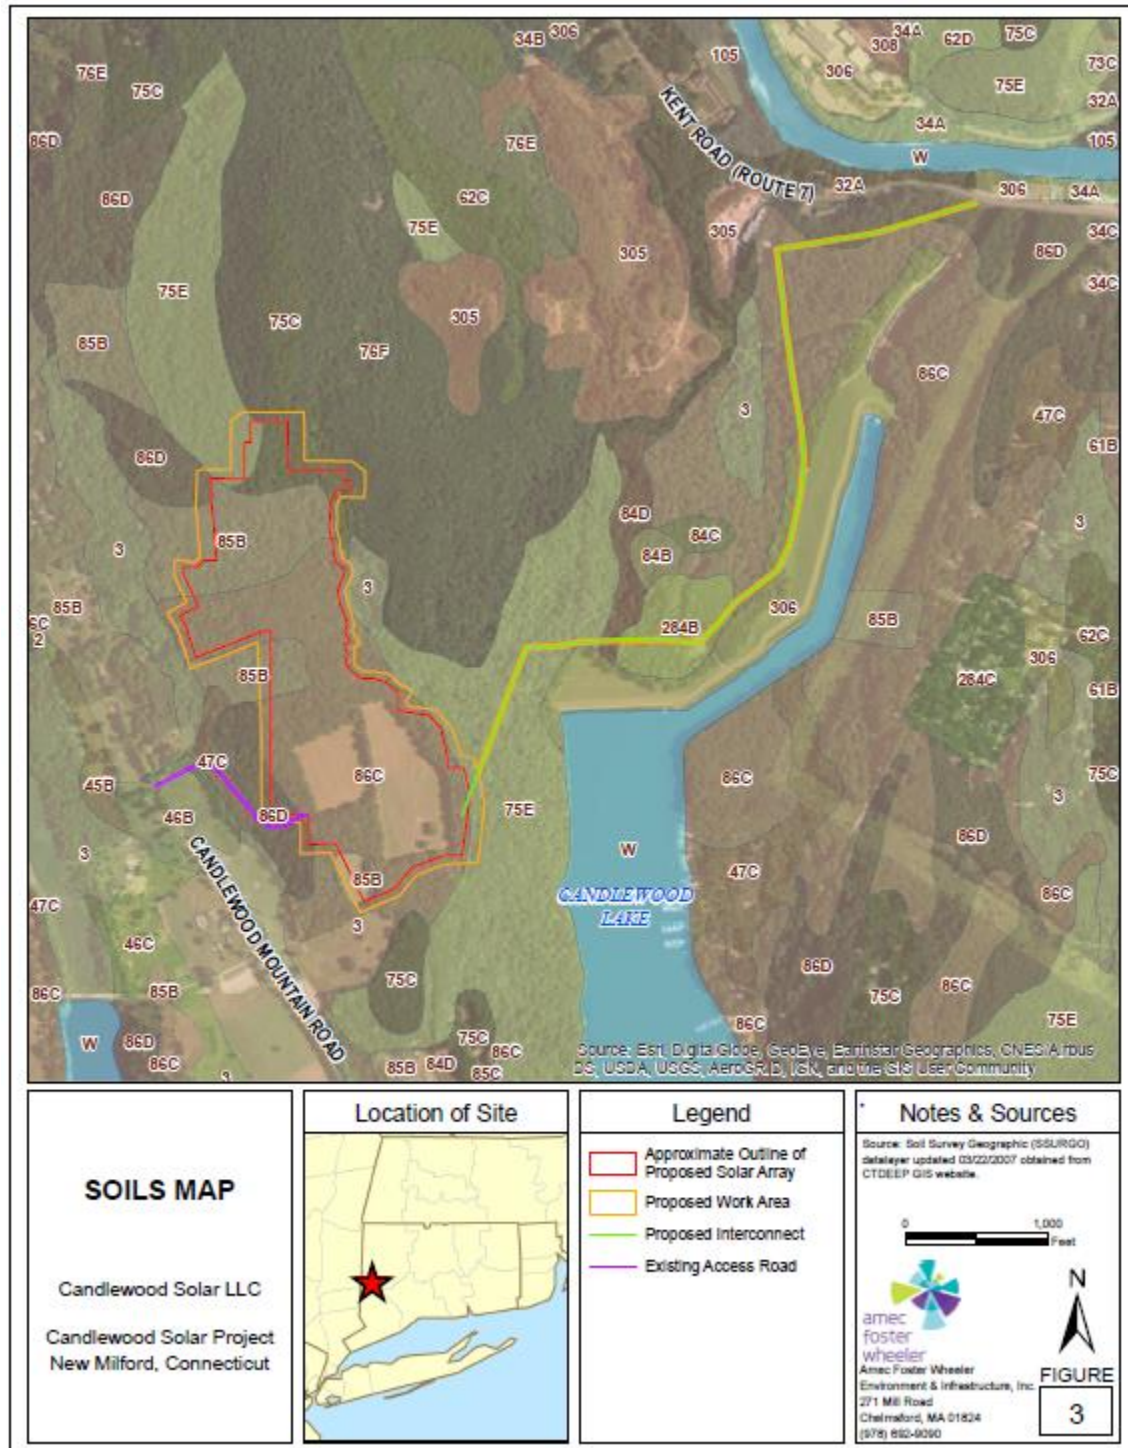 34B
306
34A
75C
308
62D
105
76E
306
73C
75C
75E
32A
86D
76E
34A
105
KENT ROAD (ROUTE 7)
W
86D
62C
32A
306
34A
75E
305
305
34C
86D
75E
34C
75C
305
85B
76F
86C
3
47C
61B
86D
84D
3
85B
84C
3
84B
3
85B
306
85B
6C
2
284B
62C
306
85B
284C
61B
47C
86C
86C
75C
45B
75E
3
46B
86D
86D
W
3
CANDLEWOOD MOUNTAIN ROAD
85B
47C
CANDLEWOOD
LAKE
86C
47C
3
46C
86D
75C
86C
86C
85B
75C
75E
W
86D
75C
86C
86C
86C
3
85B
84D
85C
Source: Esri, DigitalGlobe, GeoEye, Earthstar Geographics, CNES/Airbus
DS, USDA, USGS, AeroGRID, IGN, and the GIS User Community
SOILS MAP
Candlewood Solar LLC
Candlewood Solar Project
New Milford, Connecticut
Location of Site
Legend
Approximate Outline of
Proposed Solar Array
Proposed Work Area
Proposed Interconnect
Existing Access Road
Notes & Sources
Source: Soil Survey Geographic (SSURGO)
datalayer updated 03/22/2007 obtained from
CTDEEP GIS website.
0 1,000
Feet
amec
foster
wheeler
N
Amec Foster Wheeler
Environment & Infrastructure, Inc.
271 Mill Road
Chelmsford, MA 01824
(978) 692-9090
FIGURE
3